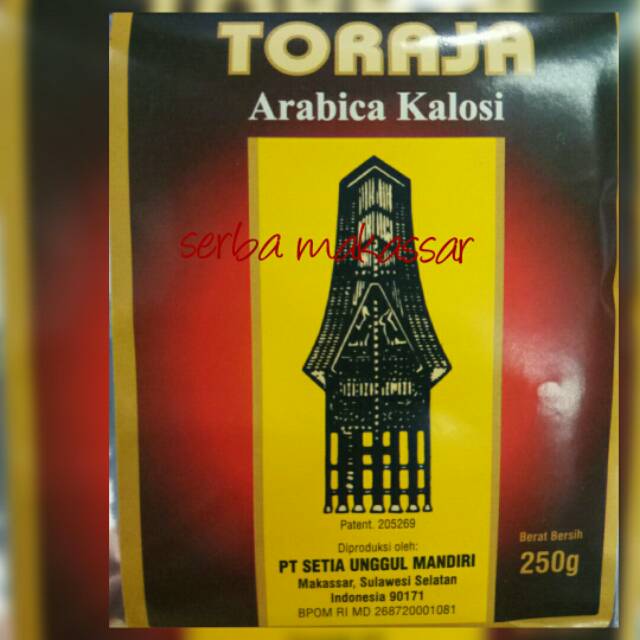 TORAJA
Arabica Kalosi
serba makassar
Patent. 205269
Diproduksi oleh:
PT SETIA UNGGUL MANDIRI
Makassar, Sulawesi Selatan
Indonesia 90171
BPOM RI MD 268720001081
Berat Bersih
250g